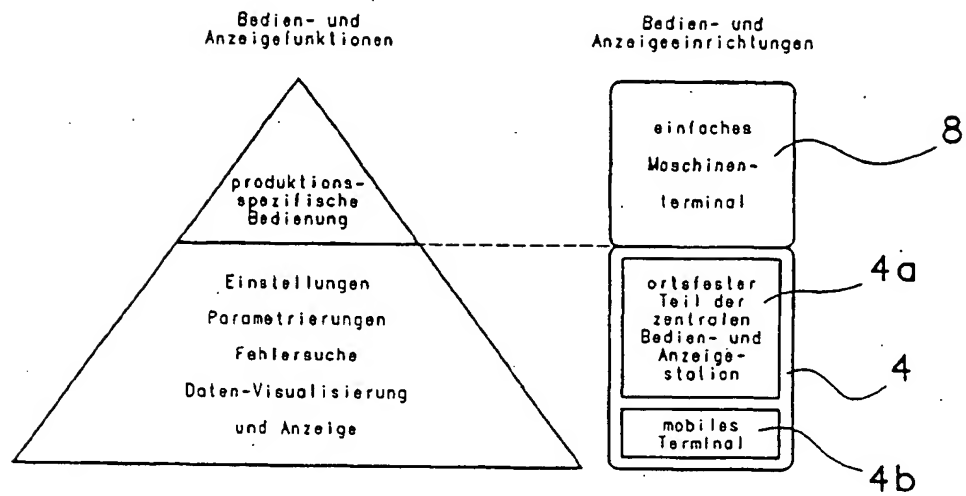 Bedien- und
Anzeigefunktionen
produktions-
spezifische
Bedienung
Einstellungen
Parametrierungen
Fehlersuche
Daten-Visualisierung
und Anzeige
Bedien- und
Anzeigeeinrichtungen
einfaches
Maschinen-
terminal
8
ortsfester
Teil der
zentralen
Bedien- und
Anzeige-
station
4a
4
mobiles
Terminal
4b